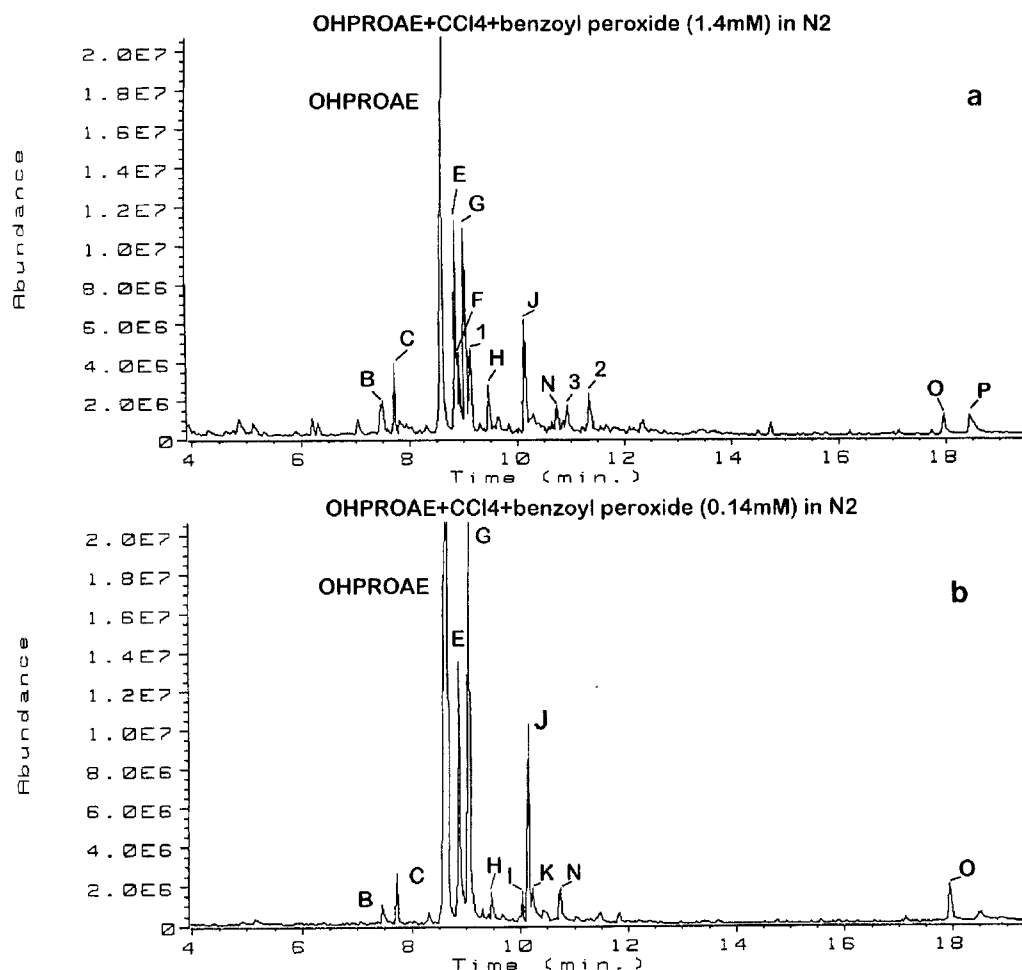 OHPROAE+CCl4+benzoyl peroxide (1.4mM) in N2
2.0E7
1.8E7
1.6E7
1.4E7
1.2E7
1.0E7
8.0E6
6.0E6
4.0E6
2.0E6
0
Abundance
OHPROAE
a
E
G
F
1
J
C
B
H
N
3
2
O
P
4 6 8 10 12 14 16 18
Time (min.)
OHPROAE+CCl4+benzoyl peroxide (0.14mM) in N2
2.0E7
1.8E7
1.6E7
1.4E7
1.2E7
1.0E7
8.0E6
6.0E6
4.0E6
2.0E6
0
Abundance
G
OHPROAE
b
E
J
B
C
H
I
K
N
O
4 6 8 10 12 14 16 18
Time (min.)